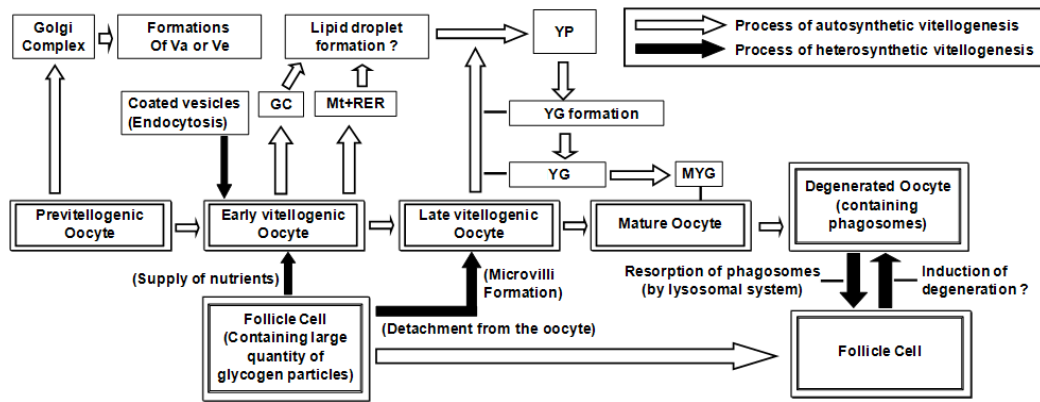 Golgi
Complex
Formations
Of Va or Ve
Lipid droplet
formation ?
YP
Process of autosynthetic vitellogenesis
Process of heterosynthetic vitellogenesis
Coated vesicles
(Endocytosis)
GC
Mt+RER
YG formation
YG
MYG
Previtellogenic
Oocyte
Early vitellogenic
Oocyte
Late vitellogenic
Oocyte
Mature Oocyte
Degenerated Oocyte
(containing
phagosomes)
(Supply of nutrients)
(Microvilli
Formation)
Resorption of phagosomes
(by lysosomal system)
Induction of
degeneration ?
Follicle Cell
(Containing large
quantity of
glycogen particles)
(Detachment from the oocyte)
Follicle Cell